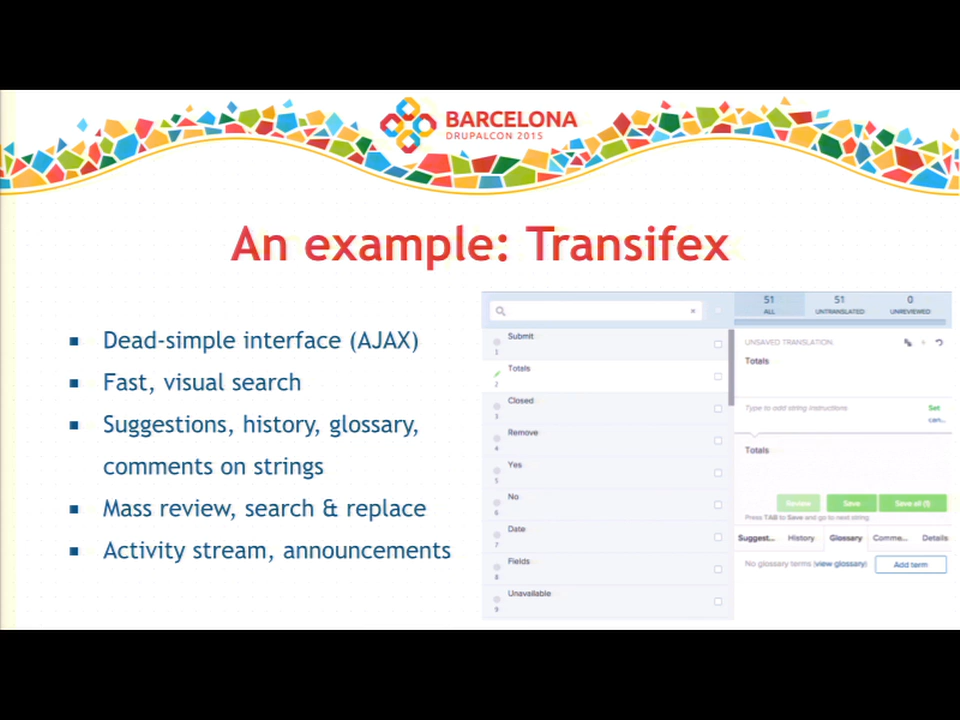 BARCELONA
DRUPALCON 2015
An example: Transifex
Dead-simple interface (AJAX)
Fast, visual search
Suggestions, history, glossary,
comments on strings
Mass review, search & replace
Activity stream, announcements
Submit
1
Totals
2
Closed
3
Remove
4
Yes
5
No
6
Date
7
Fields
8
Unavailable
9
51 51 0
ALL UNTRANSLATED UNREVIEWED
UNSAVED TRANSLATION
Totals
Type to add string instructions Set
can...
Totals
Review Save Save all (1)
Press TAB to Save and go to next string
Suggest... History Glossary Comme... Details
No glossary terms (view glossary) Add term